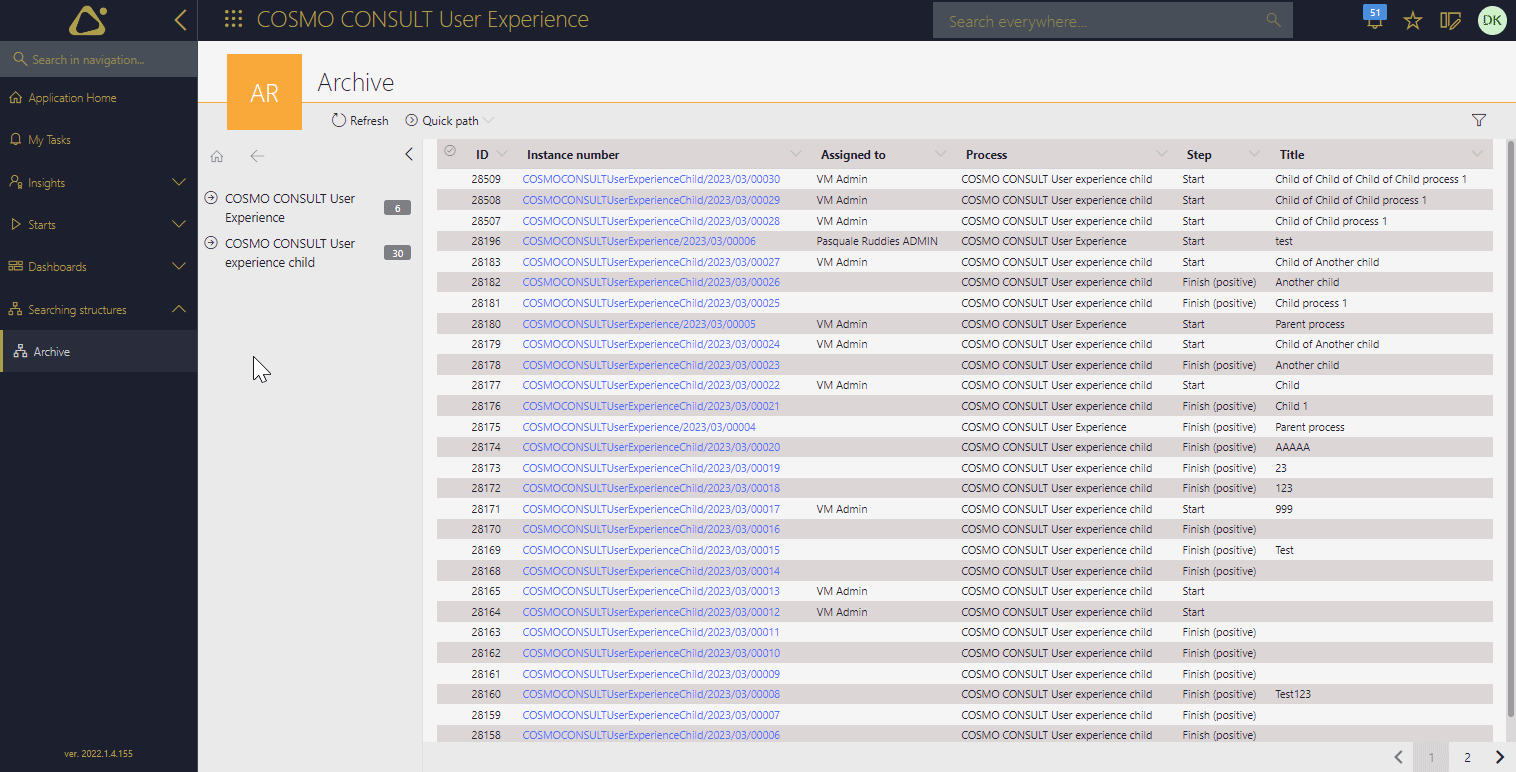 COSMO CONSULT User Experience
Search everywhere...
51
DK
Search in navigation...
Application Home
My Tasks
Insights
Starts
Dashboards
Searching structures
Archive
ver. 2022.1.4.155
AR
Archive
Refresh
Quick path
COSMO CONSULT User
Experience
6
COSMO CONSULT User
experience child
30
ID Instance number Assigned to Process Step Title
28509 COSMOCONSULTUserExperienceChild/2023/03/00030 VM Admin COSMO CONSULT User experience child Start Child of Child of Child of Child process 1
28508 COSMOCONSULTUserExperienceChild/2023/03/00029 VM Admin COSMO CONSULT User experience child Start Child of Child of Child process 1
28507 COSMOCONSULTUserExperienceChild/2023/03/00028 VM Admin COSMO CONSULT User experience child Start Child of Child process 1
28196 COSMOCONSULTUserExperience/2023/03/00006 Pasquale Ruddies ADMIN COSMO CONSULT User Experience Start test
28183 COSMOCONSULTUserExperienceChild/2023/03/00027 VM Admin COSMO CONSULT User experience child Start Child of Another child
28182 COSMOCONSULTUserExperienceChild/2023/03/00026 COSMO CONSULT User experience child Finish (positive) Another child
28181 COSMOCONSULTUserExperienceChild/2023/03/00025 COSMO CONSULT User experience child Finish (positive) Child process 1
28180 COSMOCONSULTUserExperience/2023/03/00005 VM Admin COSMO CONSULT User Experience Start Parent process
28179 COSMOCONSULTUserExperienceChild/2023/03/00024 VM Admin COSMO CONSULT User experience child Start Child of Another child
28178 COSMOCONSULTUserExperienceChild/2023/03/00023 COSMO CONSULT User experience child Finish (positive) Another child
28177 COSMOCONSULTUserExperienceChild/2023/03/00022 VM Admin COSMO CONSULT User experience child Start Child
28176 COSMOCONSULTUserExperienceChild/2023/03/00021 COSMO CONSULT User experience child Finish (positive) Child 1
28175 COSMOCONSULTUserExperience/2023/03/00004 COSMO CONSULT User Experience Finish (positive) Parent process
28174 COSMOCONSULTUserExperienceChild/2023/03/00020 COSMO CONSULT User experience child Finish (positive) AAAAA
28173 COSMOCONSULTUserExperienceChild/2023/03/00019 COSMO CONSULT User experience child Finish (positive) 23
28172 COSMOCONSULTUserExperienceChild/2023/03/00018 COSMO CONSULT User experience child Finish (positive) 123
28171 COSMOCONSULTUserExperienceChild/2023/03/00017 VM Admin COSMO CONSULT User experience child Start 999
28170 COSMOCONSULTUserExperienceChild/2023/03/00016 COSMO CONSULT User experience child Finish (positive)
28169 COSMOCONSULTUserExperienceChild/2023/03/00015 COSMO CONSULT User experience child Finish (positive) Test
28168 COSMOCONSULTUserExperienceChild/2023/03/00014 COSMO CONSULT User experience child Finish (positive)
28165 COSMOCONSULTUserExperienceChild/2023/03/00013 VM Admin COSMO CONSULT User experience child Start
28164 COSMOCONSULTUserExperienceChild/2023/03/00012 VM Admin COSMO CONSULT User experience child Start
28163 COSMOCONSULTUserExperienceChild/2023/03/00011 COSMO CONSULT User experience child Finish (positive)
28162 COSMOCONSULTUserExperienceChild/2023/03/00010 COSMO CONSULT User experience child Finish (positive)
28161 COSMOCONSULTUserExperienceChild/2023/03/00009 COSMO CONSULT User experience child Finish (positive)
28160 COSMOCONSULTUserExperienceChild/2023/03/00008 COSMO CONSULT User experience child Finish (positive) Test123
28159 COSMOCONSULTUserExperienceChild/2023/03/00007 COSMO CONSULT User experience child Finish (positive)
28158 COSMOCONSULTUserExperienceChild/2023/03/00006 COSMO CONSULT User experience child Finish (positive)
1 2